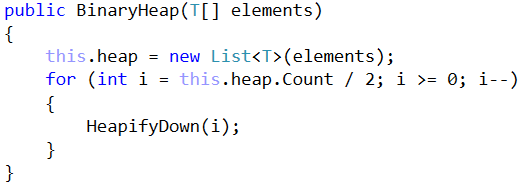 public BinaryHeap(T[] elements)
{
    this.heap = new List<T>(elements);
    for (int i = this.heap.Count / 2; i >= 0; i--)
    {
        HeapifyDown(i);
    }
}